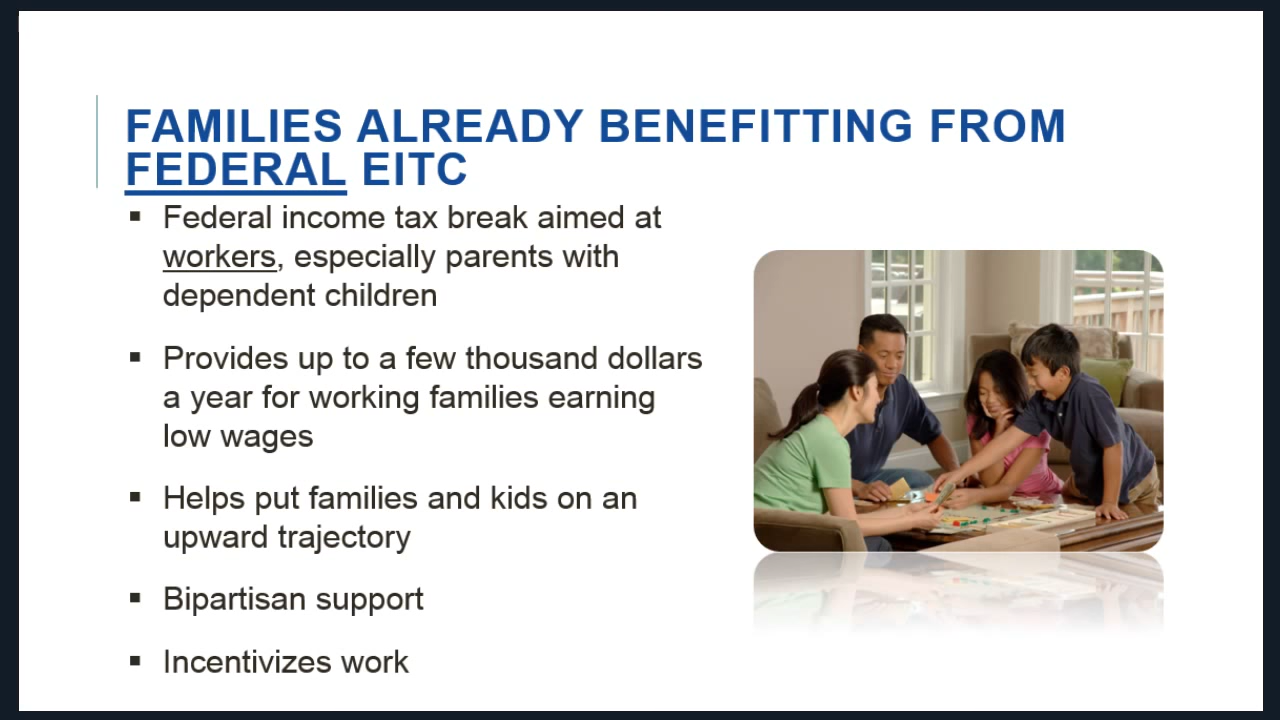 FAMILIES ALREADY BENEFITTING FROM
FEDERAL EITC
▪ Federal income tax break aimed at
workers, especially parents with
dependent children
▪ Provides up to a few thousand dollars
a year for working families earning
low wages
▪ Helps put families and kids on an
upward trajectory
▪ Bipartisan support
▪ Incentivizes work